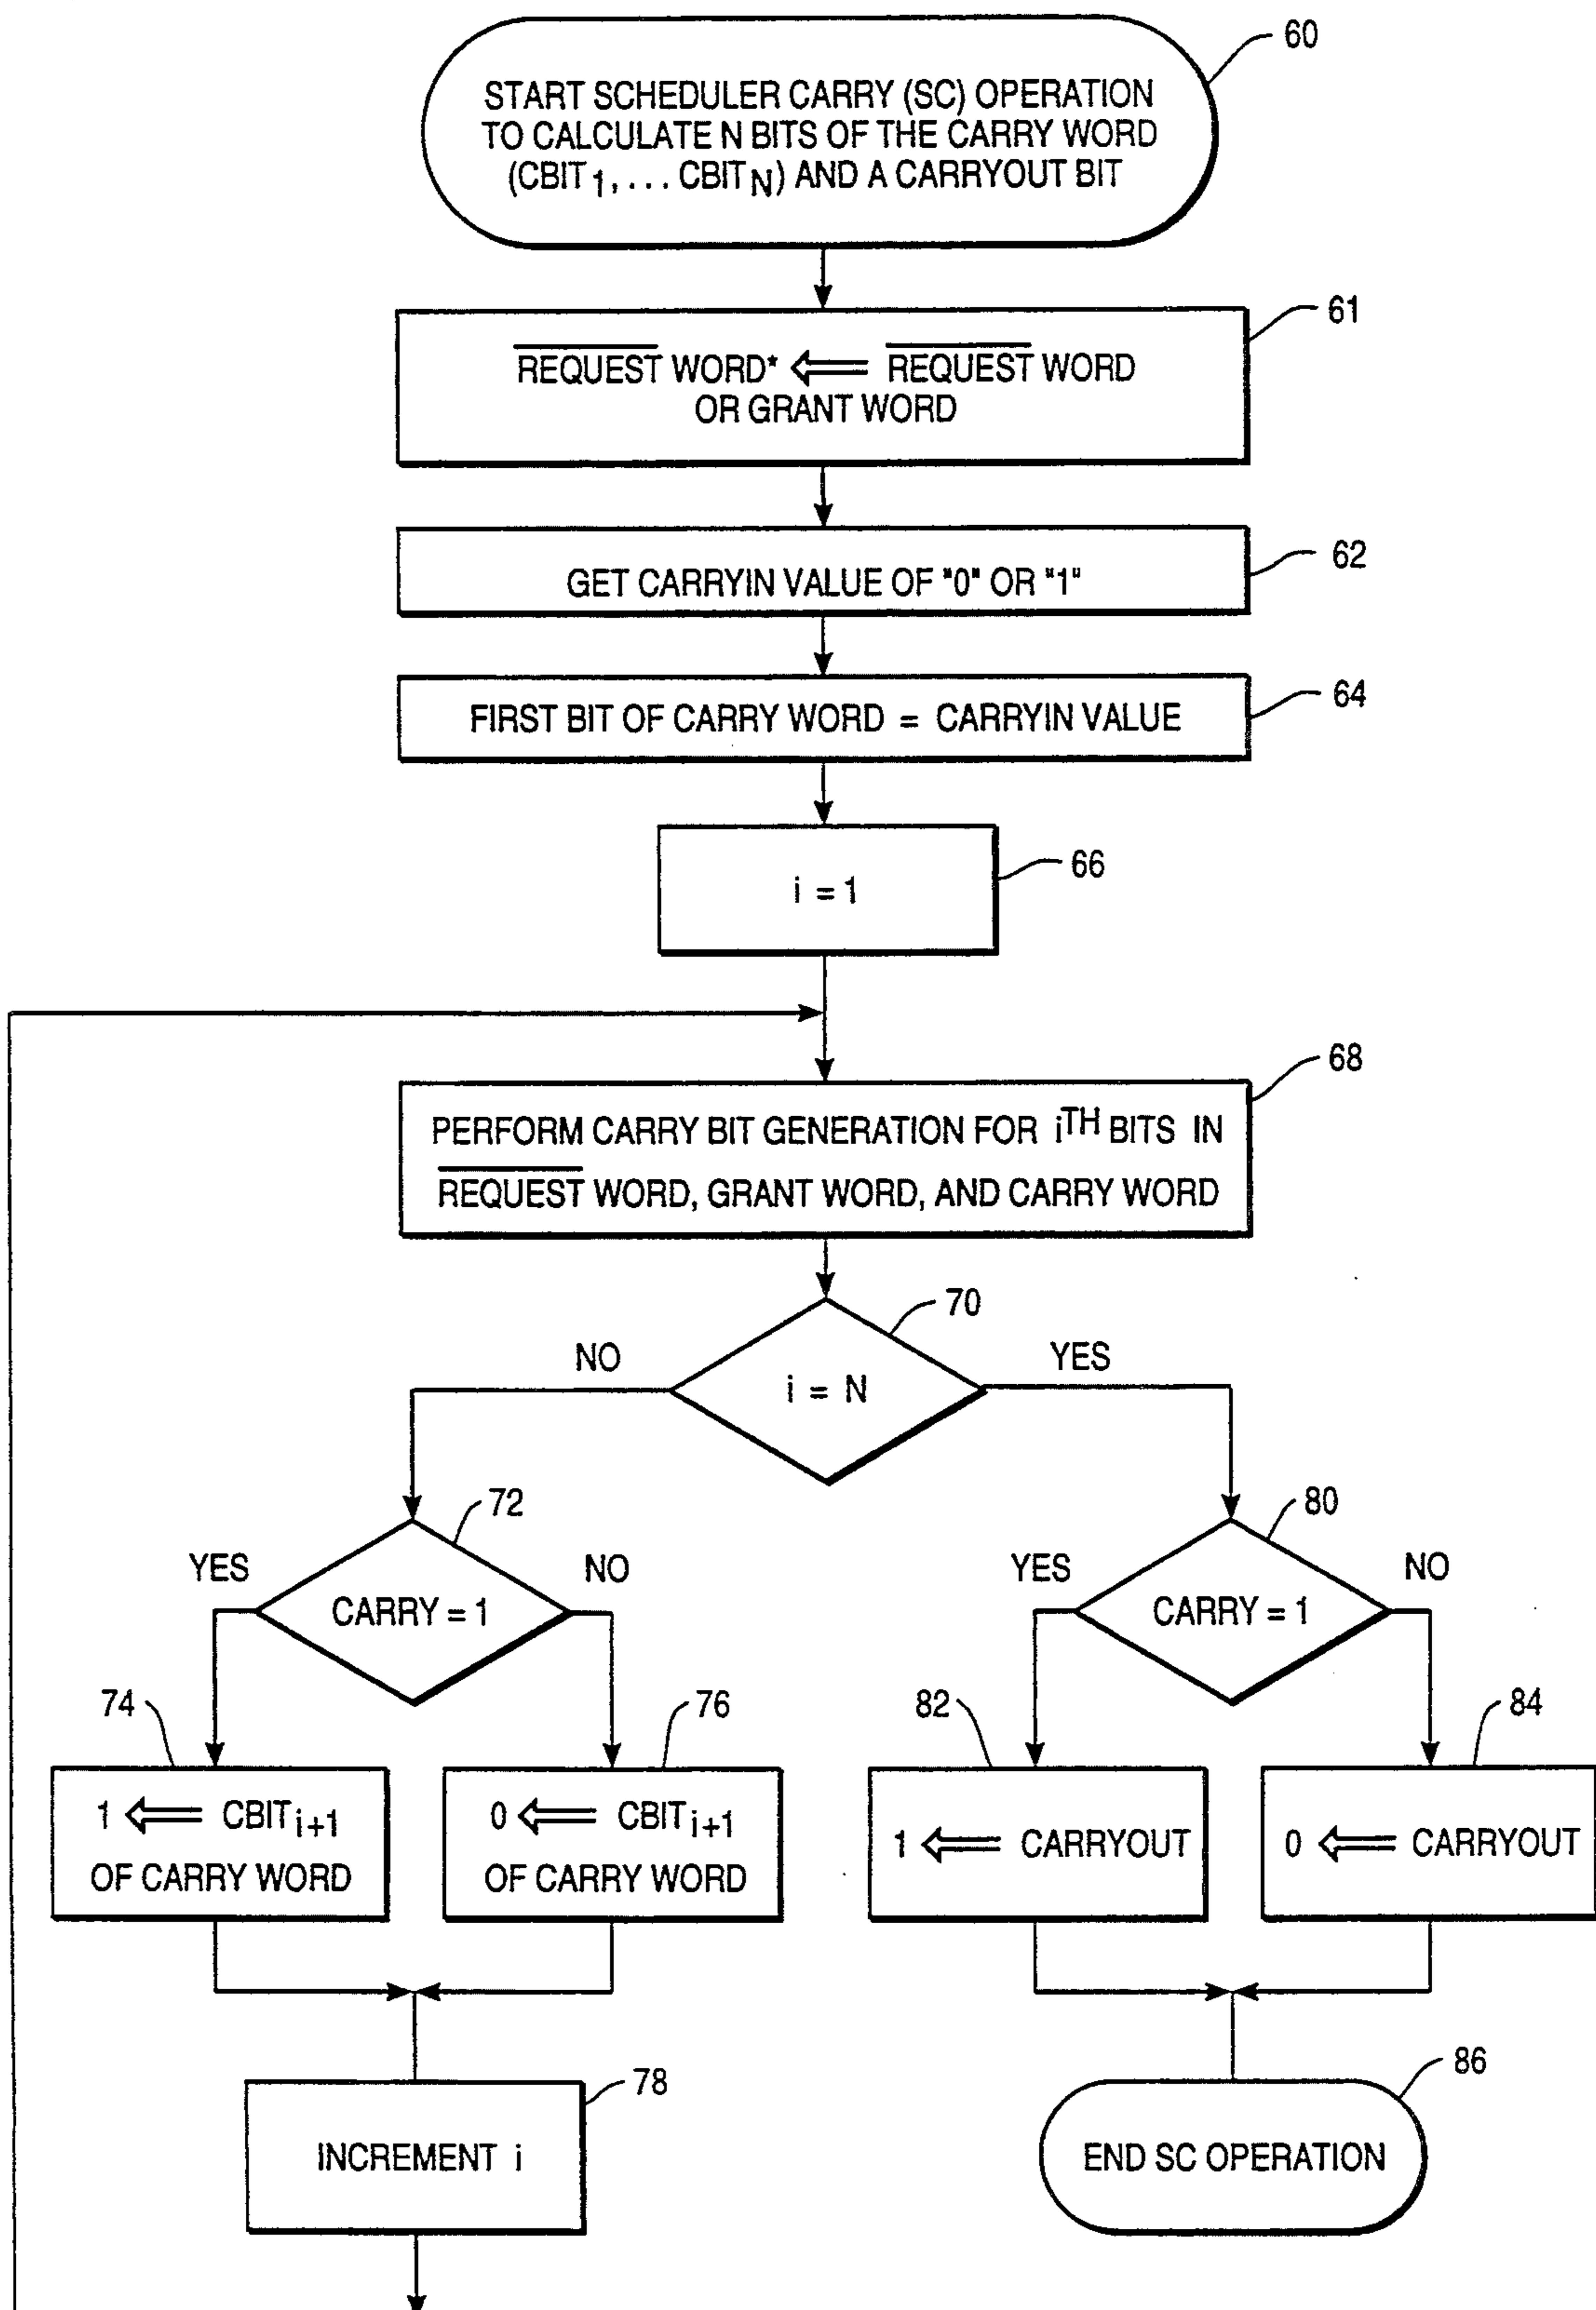 60
START SCHEDULER CARRY (SC) OPERATION
TO CALCULATE N BITS OF THE CARRY WORD
(CBIT1, ... CBITN) AND A CARRYOUT BIT
61
REQUEST WORD* ⇐ REQUEST WORD
OR GRANT WORD
62
GET CARRYIN VALUE OF "0" OR "1"
64
FIRST BIT OF CARRY WORD = CARRYIN VALUE
66
i = 1
68
PERFORM CARRY BIT GENERATION FOR iTH BITS IN
REQUEST WORD, GRANT WORD, AND CARRY WORD
70
NO
YES
i = N
72
80
YES
NO
YES
NO
CARRY = 1
CARRY = 1
74
76
82
84
1 ⇐ CBITi+1
OF CARRY WORD
0 ⇐ CBITi+1
OF CARRY WORD
1 ⇐ CARRYOUT
0 ⇐ CARRYOUT
78
86
INCREMENT i
END SC OPERATION